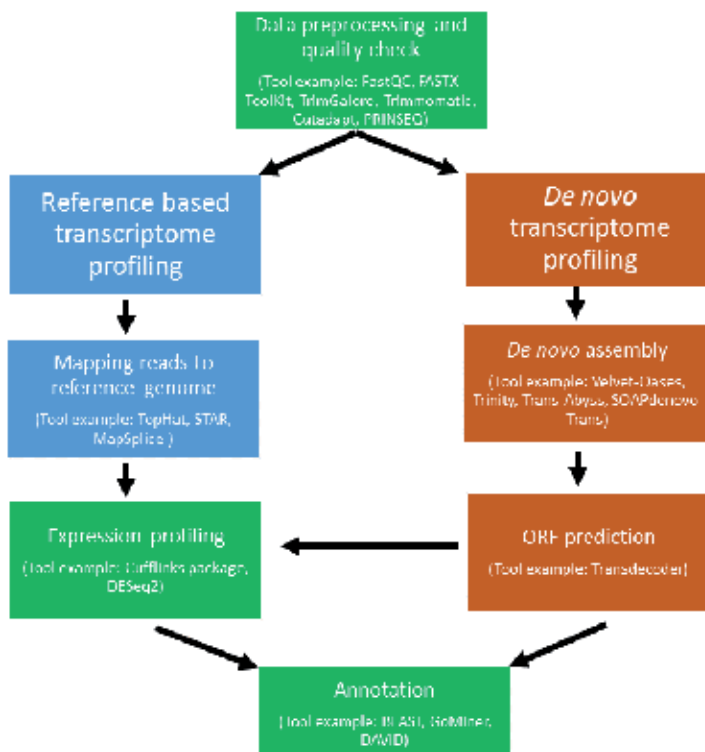 Data preprocessing and
quality check
(Tool example: FastQC, FASTX
ToolKit, TrimGalore, Trimmomatic,
Cutadapt, PRINSEQ)
Reference based
transcriptome
profiling
De novo
transcriptome
profiling
Mapping reads to
reference genome
(Tool example: TopHat, STAR,
MapSplice )
De novo assembly
(Tool example: Velvet-Oases,
Trinity, Trans-Abyss, SOAPdenovo
Trans)
Expression profiling
(Tool example: Cufflinks package,
DESeq2)
ORF prediction
(Tool example: Transdecoder)
Annotation
(Tool example: BLAST, GoMiner,
DAVID)